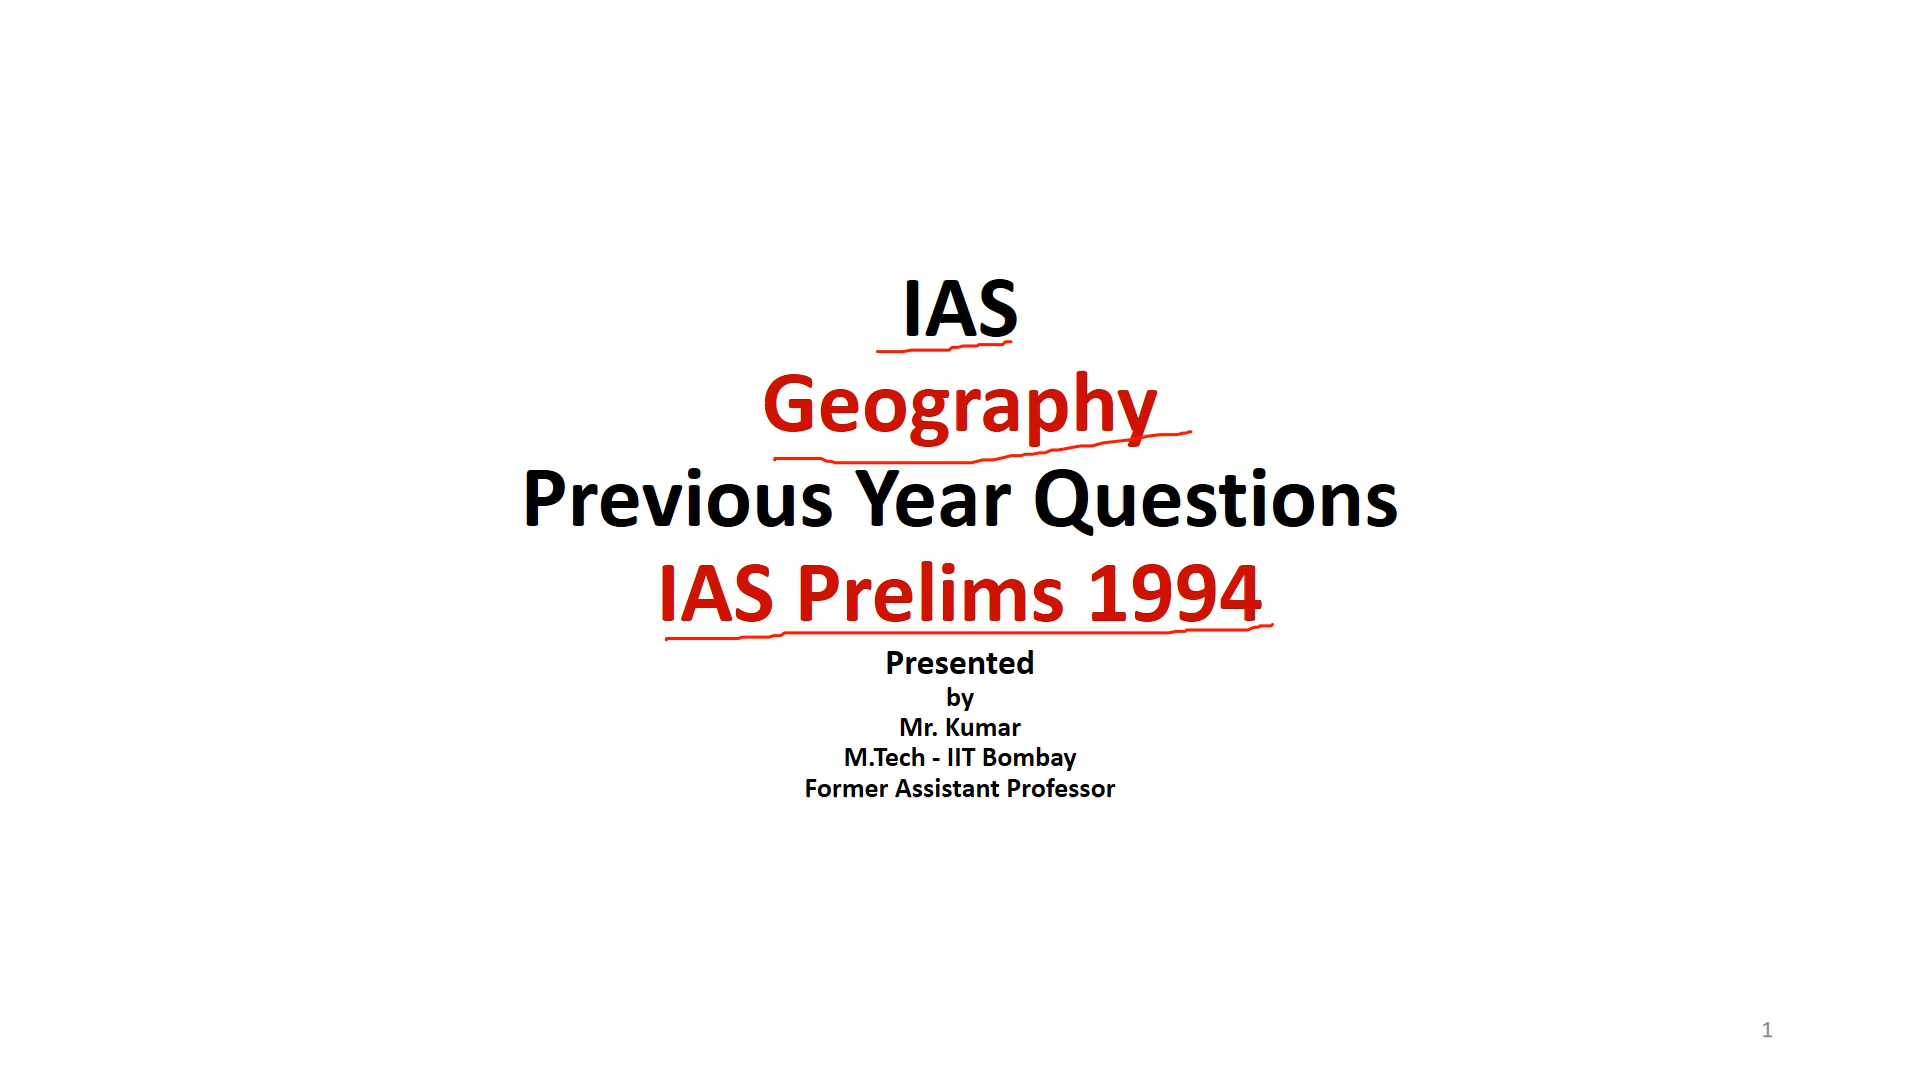 IAS
Geography
Previous Year Questions
IAS Prelims 1994
Presented
by
Mr. Kumar
M.Tech - IIT Bombay
Former Assistant Professor
1